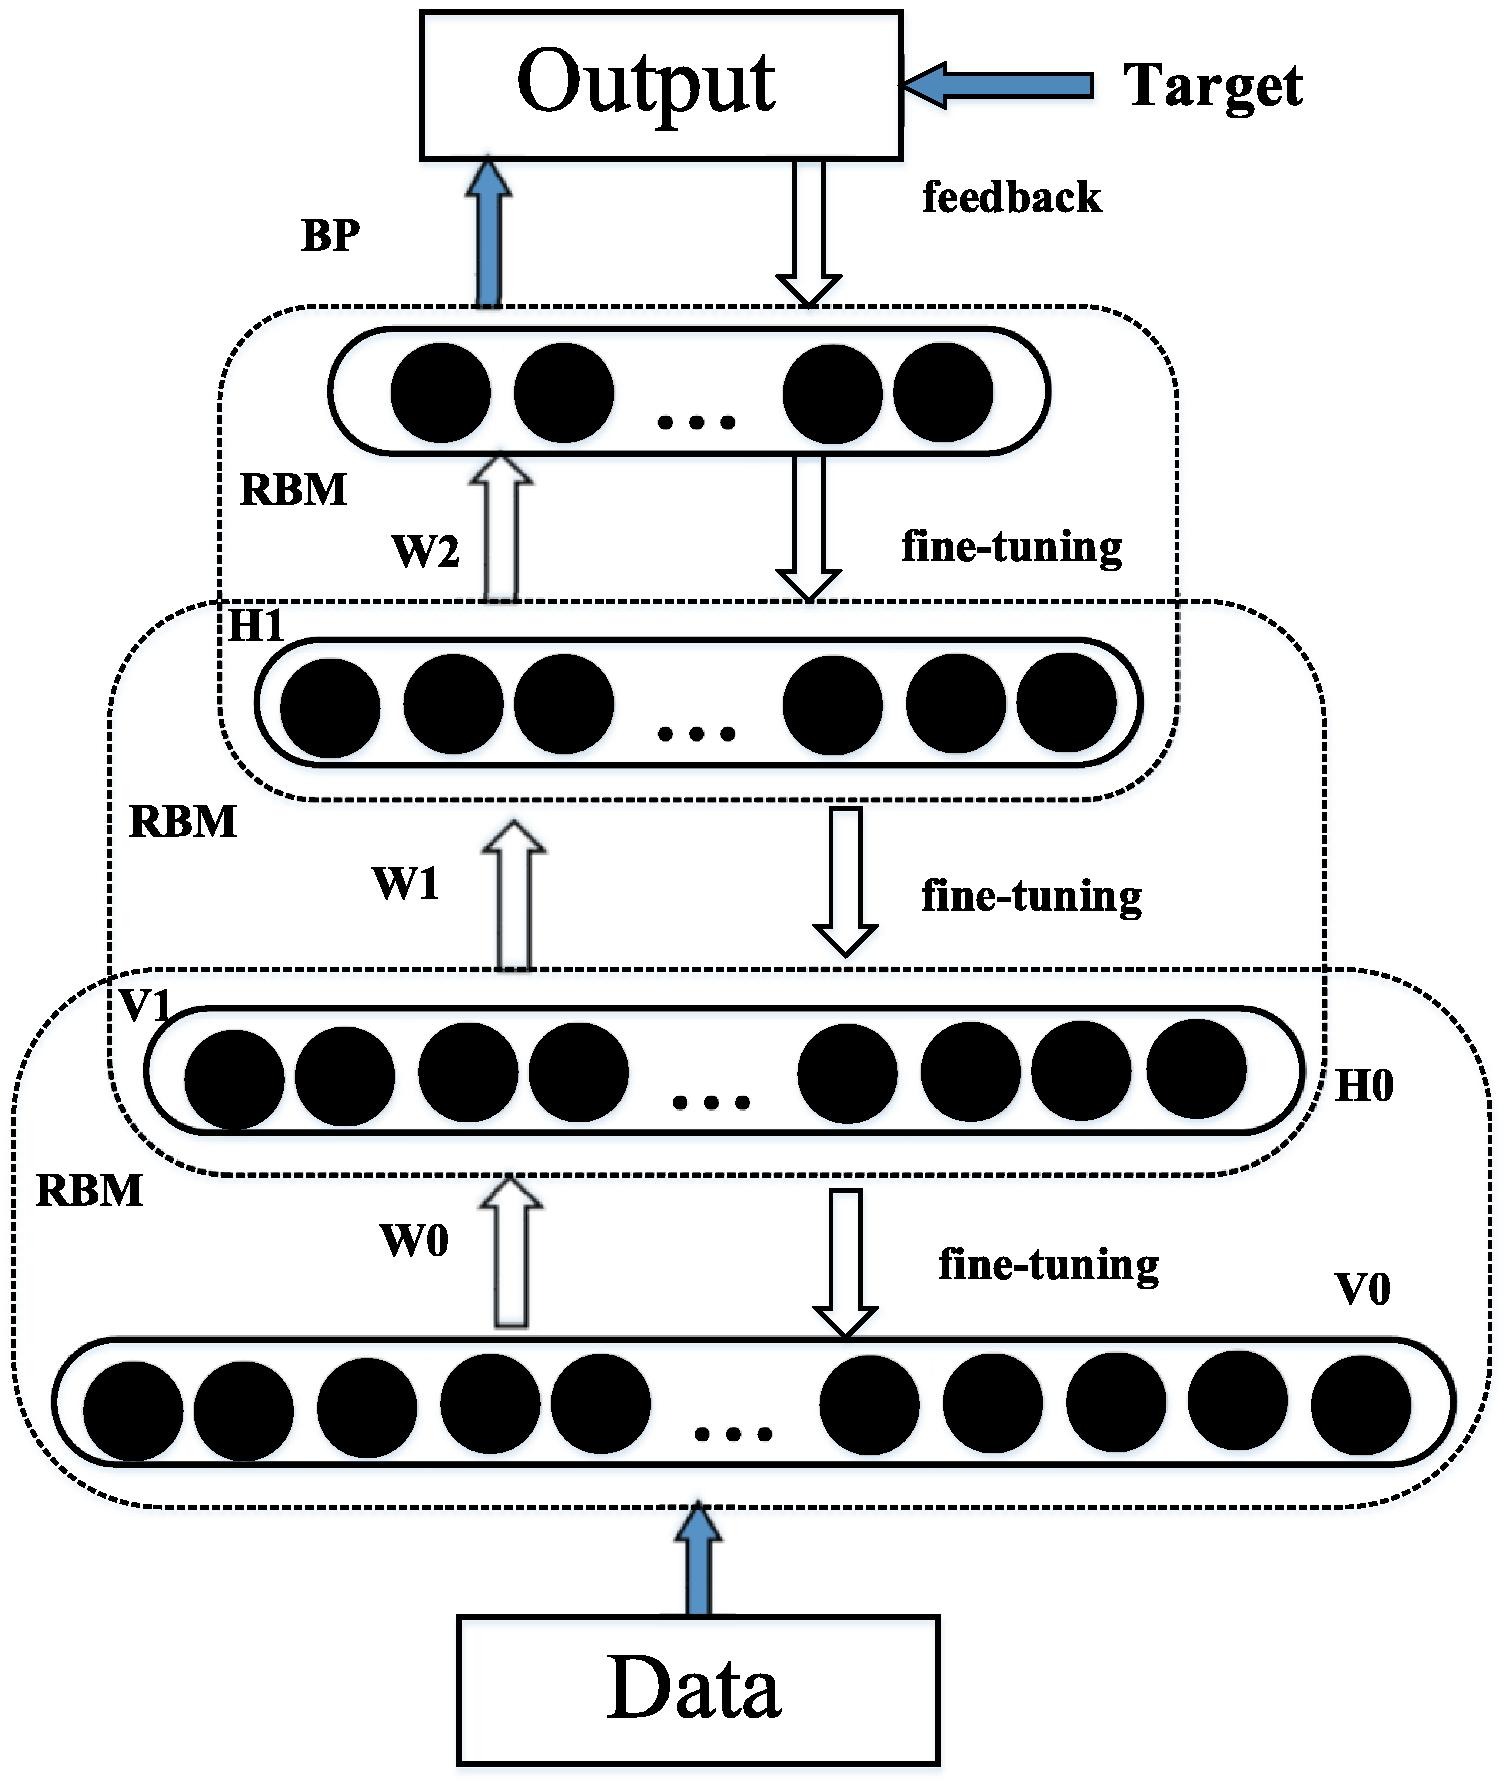 Output
Target
feedback
BP
RBM
W2
fine-tuning
H1
RBM
W1
fine-tuning
V1
H0
RBM
W0
fine-tuning
V0
Data